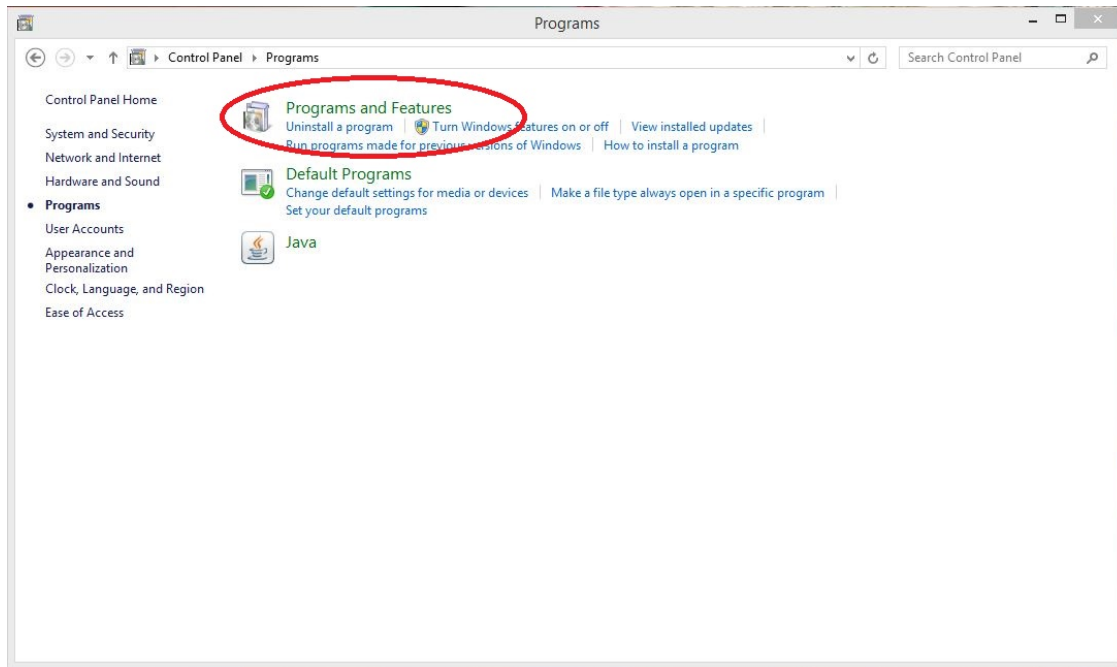 Programs
Control Panel Programs
Search Control Panel
Control Panel Home
System and Security
Network and Internet
Hardware and Sound
Programs
User Accounts
Appearance and
Personalization
Clock, Language, and Region
Ease of Access
Programs and Features
Uninstall a program Turn Windows features on or off View installed updates
Run programs made for previous versions of Windows How to install a program
Default Programs
Change default settings for media or devices Make a file type always open in a specific program
Set your default programs
Java